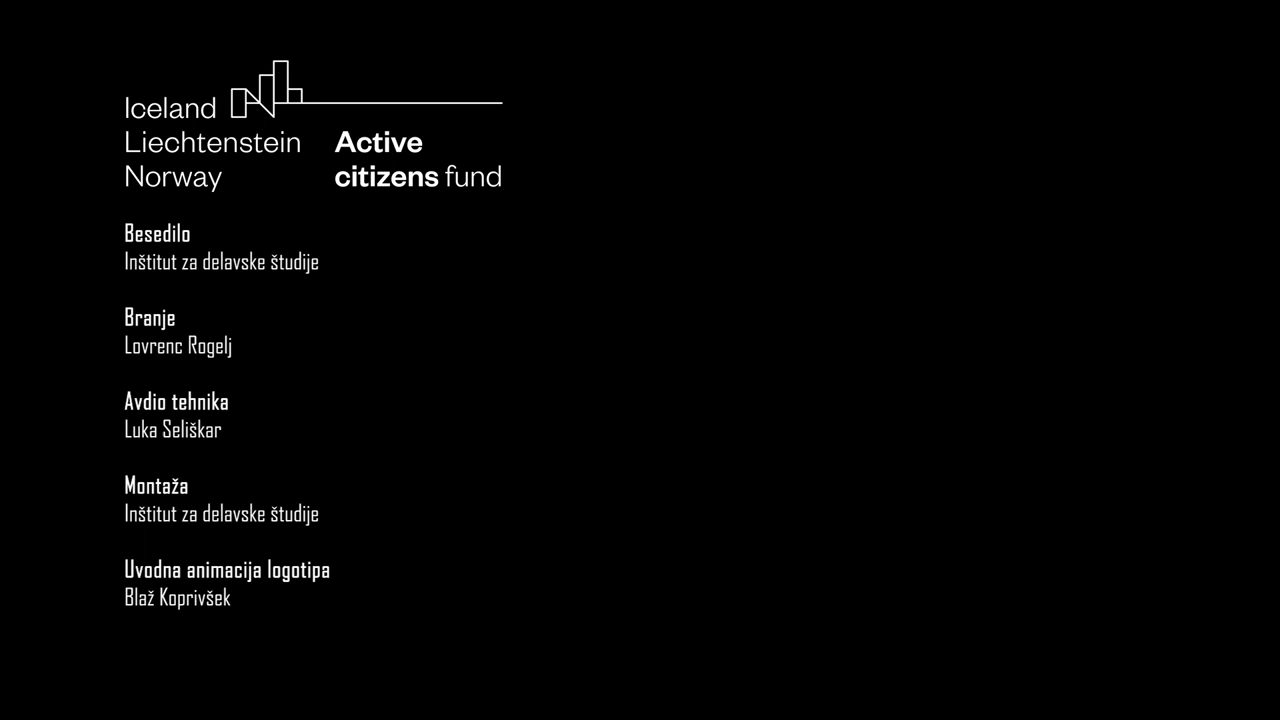 Iceland
Liechtenstein
Norway
Active
citizens fund
Besedilo
Inštitut za delavske študije
Branje
Lovrenc Rogelj
Avdio tehnika
Luka Seliškar
Montaža
Inštitut za delavske študije
Uvodna animacija logotipa
Blaž Koprivšek